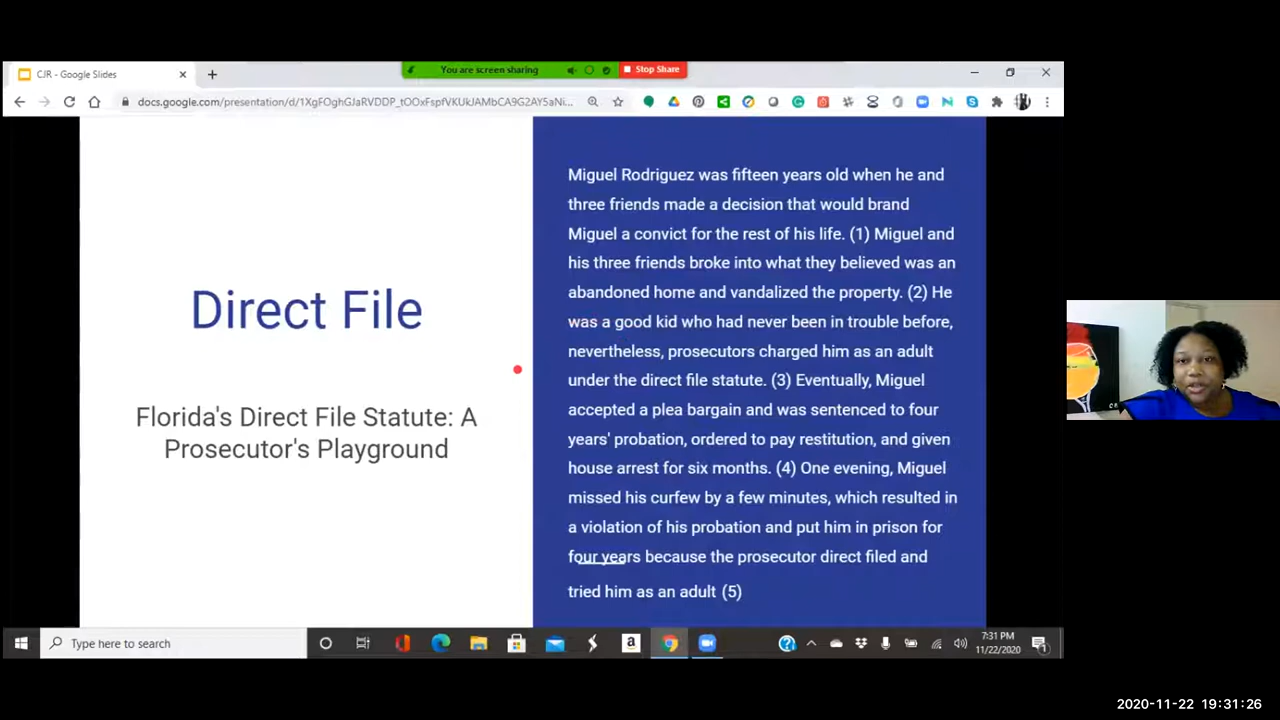 CJR - Google Slides
You are screen sharing
Stop Share
Direct File
Florida's Direct File Statute: A
Prosecutor's Playground
Miguel Rodriguez was fifteen years old when he and
three friends made a decision that would brand
Miguel a convict for the rest of his life. (1) Miguel and
his three friends broke into what they believed was an
abandoned home and vandalized the property. (2) He
was a good kid who had never been in trouble before,
nevertheless, prosecutors charged him as an adult
under the direct file statute. (3) Eventually, Miguel
accepted a plea bargain and was sentenced to four
years' probation, ordered to pay restitution, and given
house arrest for six months. (4) One evening, Miguel
missed his curfew by a few minutes, which resulted in
a violation of his probation and put him in prison for
four years because the prosecutor direct filed and
tried him as an adult (5)
Type here to search
7:31 PM
11/22/2020
2020-11-22 19:31:26